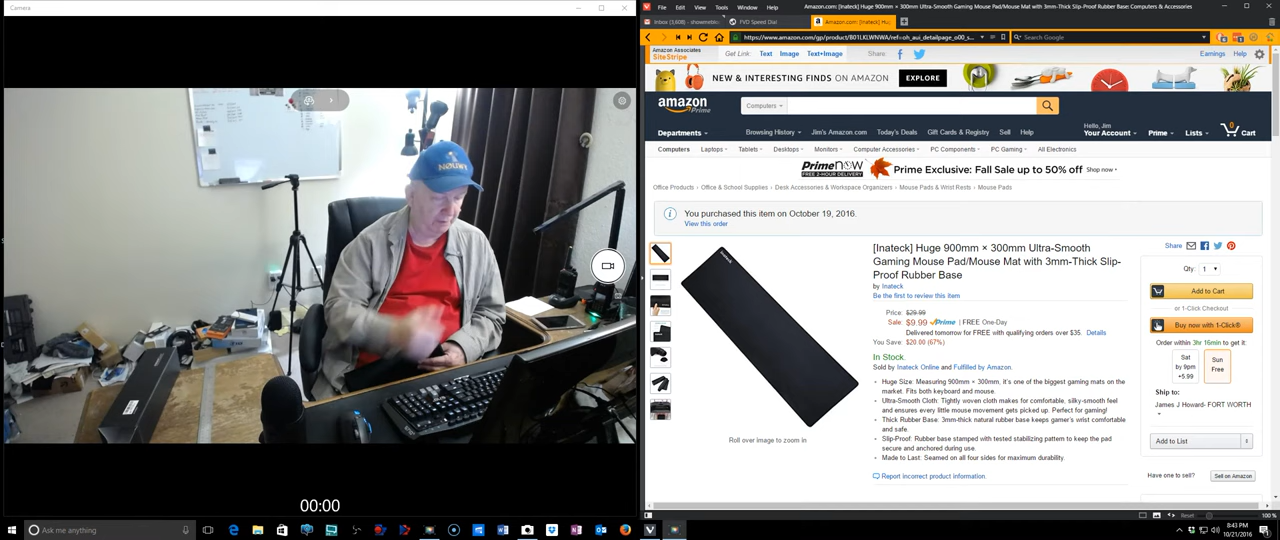 Camera
File Edit View Tools Window Help
Amazon.com: [Inateck] Huge 900mm × 300mm Ultra-Smooth Gaming Mouse Pad/Mouse Mat with 3mm-Thick Slip-Proof Rubber Base: Computers & Accessories
Inbox (3,608) - showmeblo
FVD Speed Dial
Amazon.com: [Inateck] Hu
https://www.amazon.com/gp/product/B01LKLWNWA/ref=oh_aui_detailpage_o00_s...
Search Google
Amazon Associates
SiteStripe
Get Link: Text Image Text+Image
Share:
Earnings Help
NEW & INTERESTING FINDS ON AMAZON EXPLORE
amazon
Prime
Computers
Departments
Browsing History Jim's Amazon.com Today's Deals Gift Cards & Registry Sell Help
Hello, Jim
Your Account Prime Lists
0
Cart
Computers Laptops Tablets Desktops Monitors Computer Accessories PC Components PC Gaming All Electronics
Prime now
FREE 2-HOUR DELIVERY
Prime Exclusive: Fall Sale up to 50% off Shop now ›
Office Products › Office & School Supplies › Desk Accessories & Workspace Organizers › Mouse Pads & Wrist Rests › Mouse Pads
You purchased this item on October 19, 2016.
View this order
[Inateck] Huge 900mm × 300mm Ultra-Smooth
Gaming Mouse Pad/Mouse Mat with 3mm-Thick Slip-
Proof Rubber Base
by Inateck
Be the first to review this item
Price: $29.99
Sale: $9.99 Prime | FREE One-Day
Delivered tomorrow for FREE with qualifying orders over $35. Details
You Save: $20.00 (67%)
In Stock.
Sold by Inateck Online and Fulfilled by Amazon.
• Huge Size: Measuring 900mm × 300mm, it's one of the biggest gaming mats on the
market. Fits both keyboard and mouse.
• Ultra-Smooth Cloth: Tightly woven cloth makes for comfortable, silky-smooth feel
and ensures every little mouse movement gets picked up. Perfect for gaming!
• Thick Rubber Base: 3mm-thick natural rubber base keeps gamer's wrist comfortable
and safe.
• Slip-Proof: Rubber base stamped with tested stabilizing pattern to keep the pad
secure and anchored during use.
• Made to Last: Seamed on all four sides for maximum durability.
Report incorrect product information.
Roll over image to zoom in
Share
Qty: 1
Add to Cart
or 1-Click Checkout
Buy now with 1-Click®
Order within 3hr 16min to get it:
Sat
by 9pm
+5.99
Sun
Free
Ship to:
James J Howard- FORT WORTH
Add to List
Have one to sell? Sell on Amazon
00:00
Reset
100 %
Ask me anything
8:43 PM
10/21/2016